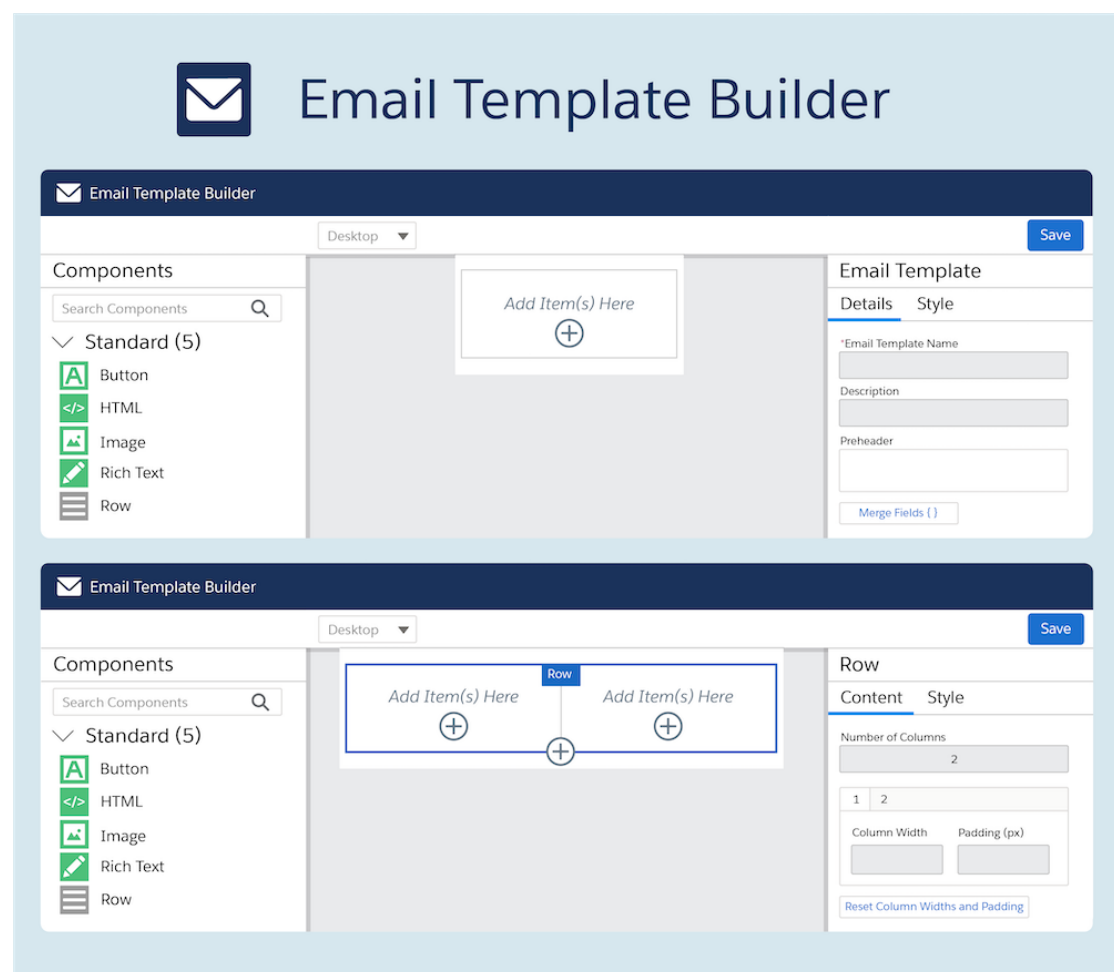 Email Template Builder
Email Template Builder
Desktop
Save
Components
Search Components
Standard (5)
A Button
</> HTML
Image
Rich Text
Row
Add Item(s) Here
Email Template
Details Style
*Email Template Name
Description
Preheader
Merge Fields { }
Email Template Builder
Desktop
Save
Components
Search Components
Standard (5)
A Button
</> HTML
Image
Rich Text
Row
Row
Add Item(s) Here Add Item(s) Here
Row
Content Style
Number of Columns
2
1 2
Column Width Padding (px)
Reset Column Widths and Padding